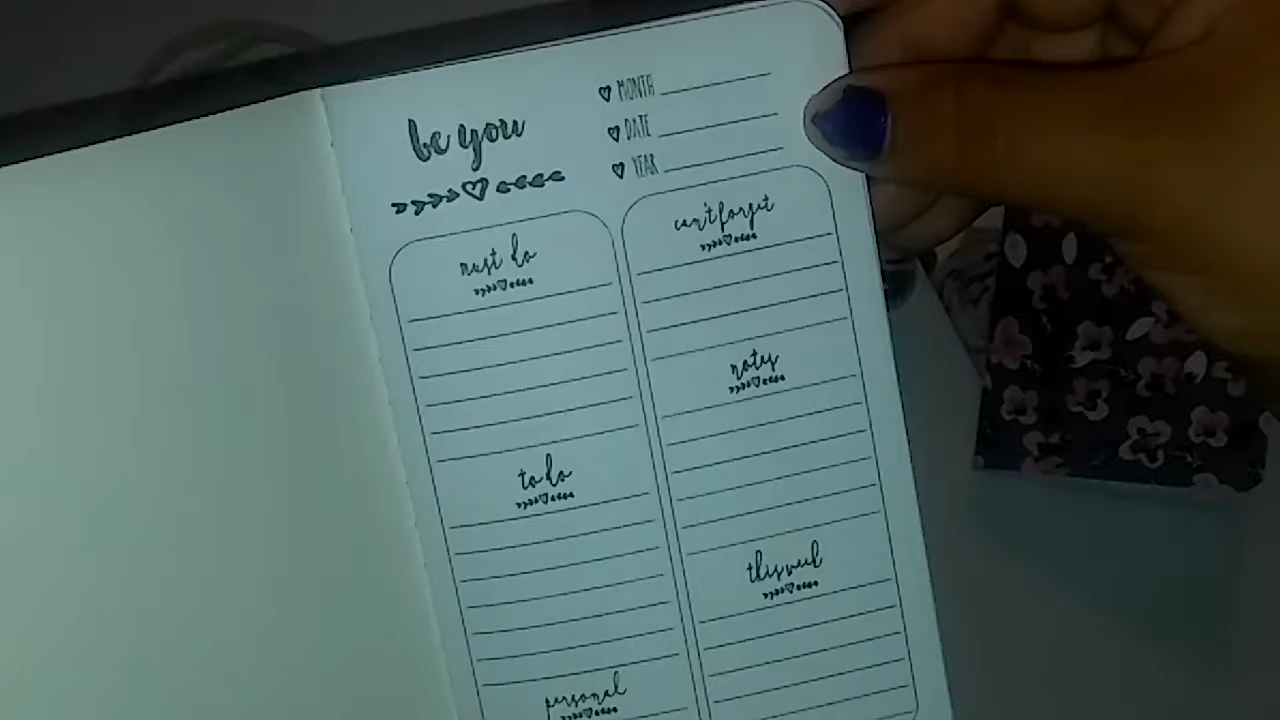 be you
MONTH
DATE
YEAR
must do
to do
personal
can't forget
notes
this week